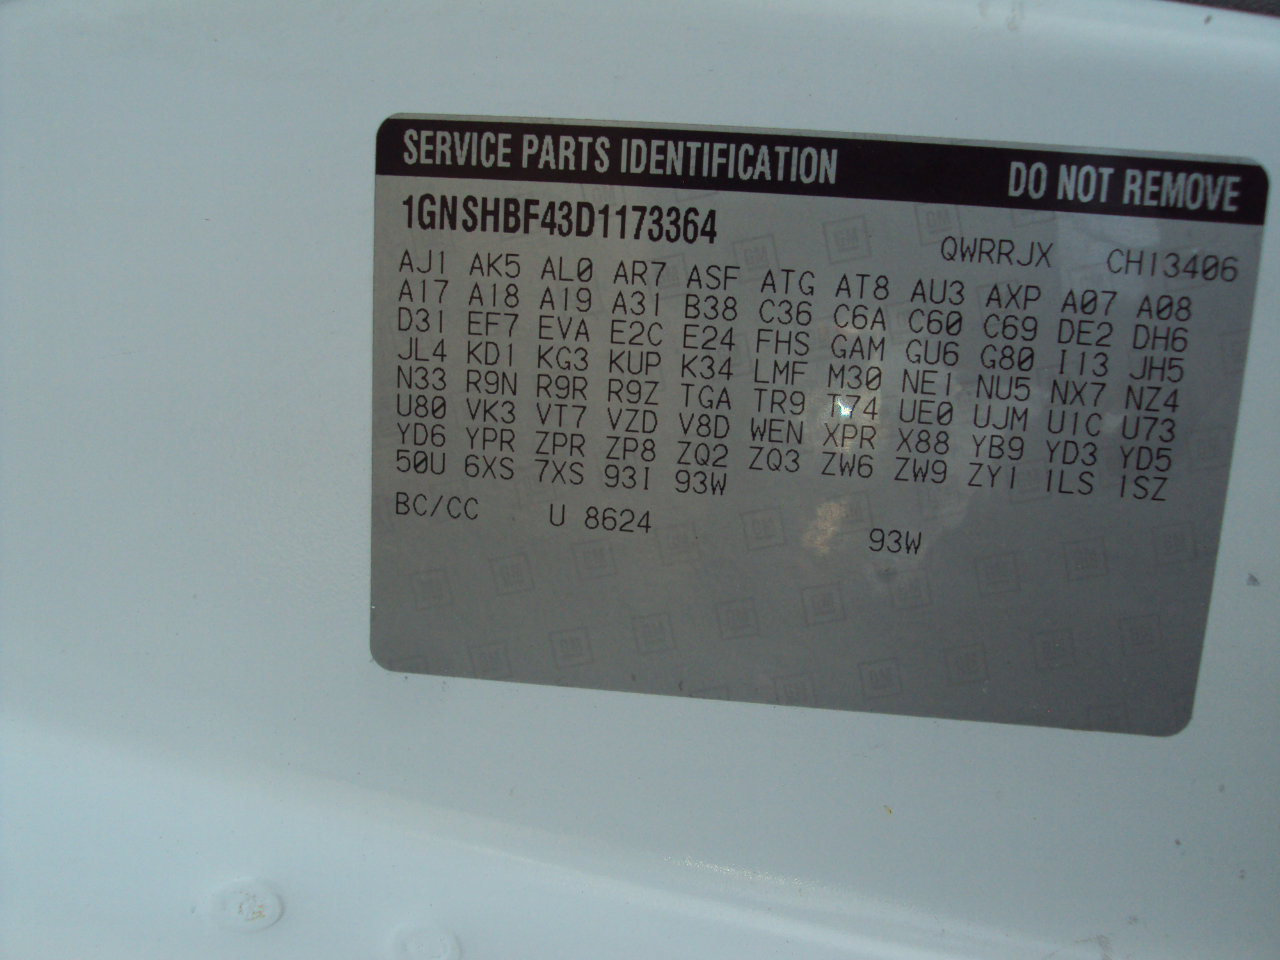 SERVICE PARTS IDENTIFICATION DO NOT REMOVE
1GNSHBF43D1173364 QWRRJX CH13406
AJ1 AK5 AL0 AR7 ASF ATG AT8 AU3 AXP A07 A08
A17 A18 A19 A31 B38 C36 C6A C60 C69 DE2 DH6
D31 EF7 EVA E2C E24 FHS GAM GU6 G80 I13 JH5
JL4 KD1 KG3 KUP K34 LMF M30 NE1 NU5 NX7 NZ4
N33 R9N R9R R9Z TGA TR9 T74 UE0 UJM U1C U73
U80 VK3 VT7 VZD V8D WEN XPR X88 YB9 YD3 YD5
YD6 YPR ZPR ZP8 ZQ2 ZQ3 ZW6 ZW9 ZY1 1LS 1SZ
50U 6XS 7XS 93I 93W
BC/CC U 8624 93W